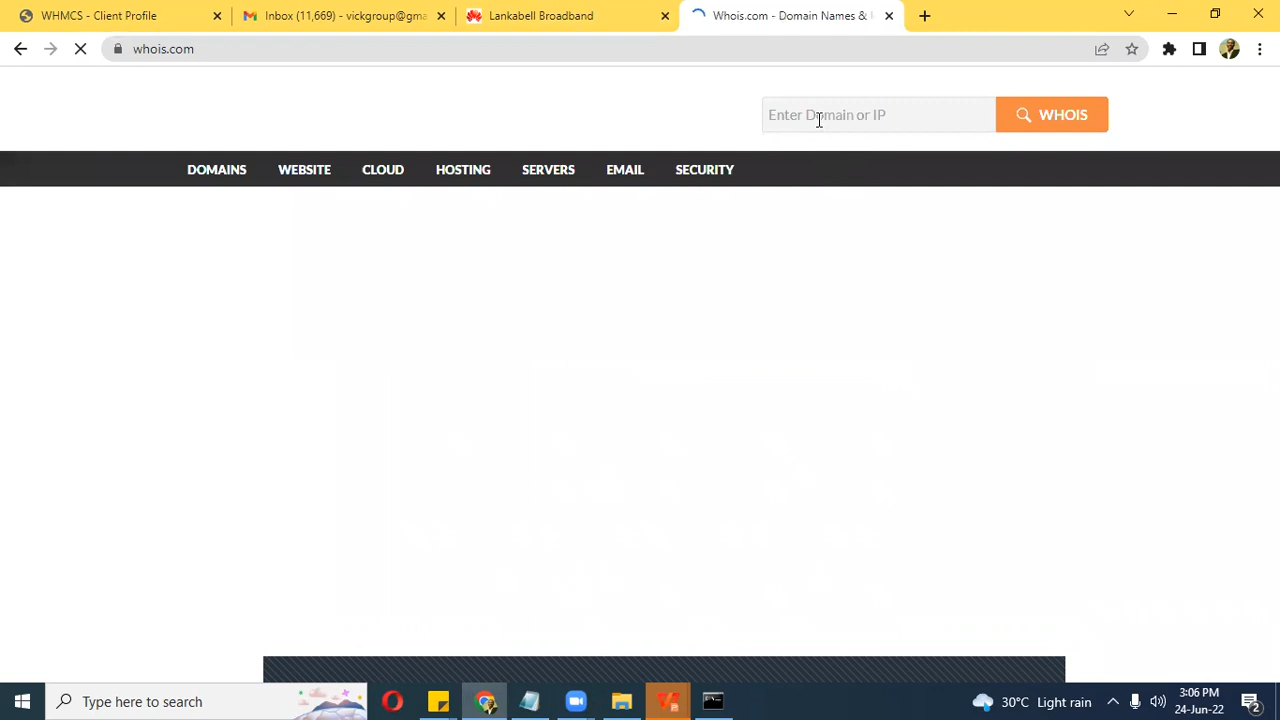 WHMCS - Client Profile
Inbox (11,669) - vickgroup@gma
Lankabell Broadband
Whois.com - Domain Names &
whois.com
Enter Domain or IP
WHOIS
DOMAINS
WEBSITE
CLOUD
HOSTING
SERVERS
EMAIL
SECURITY
Type here to search
30°C Light rain
3:06 PM
24-Jun-22
2